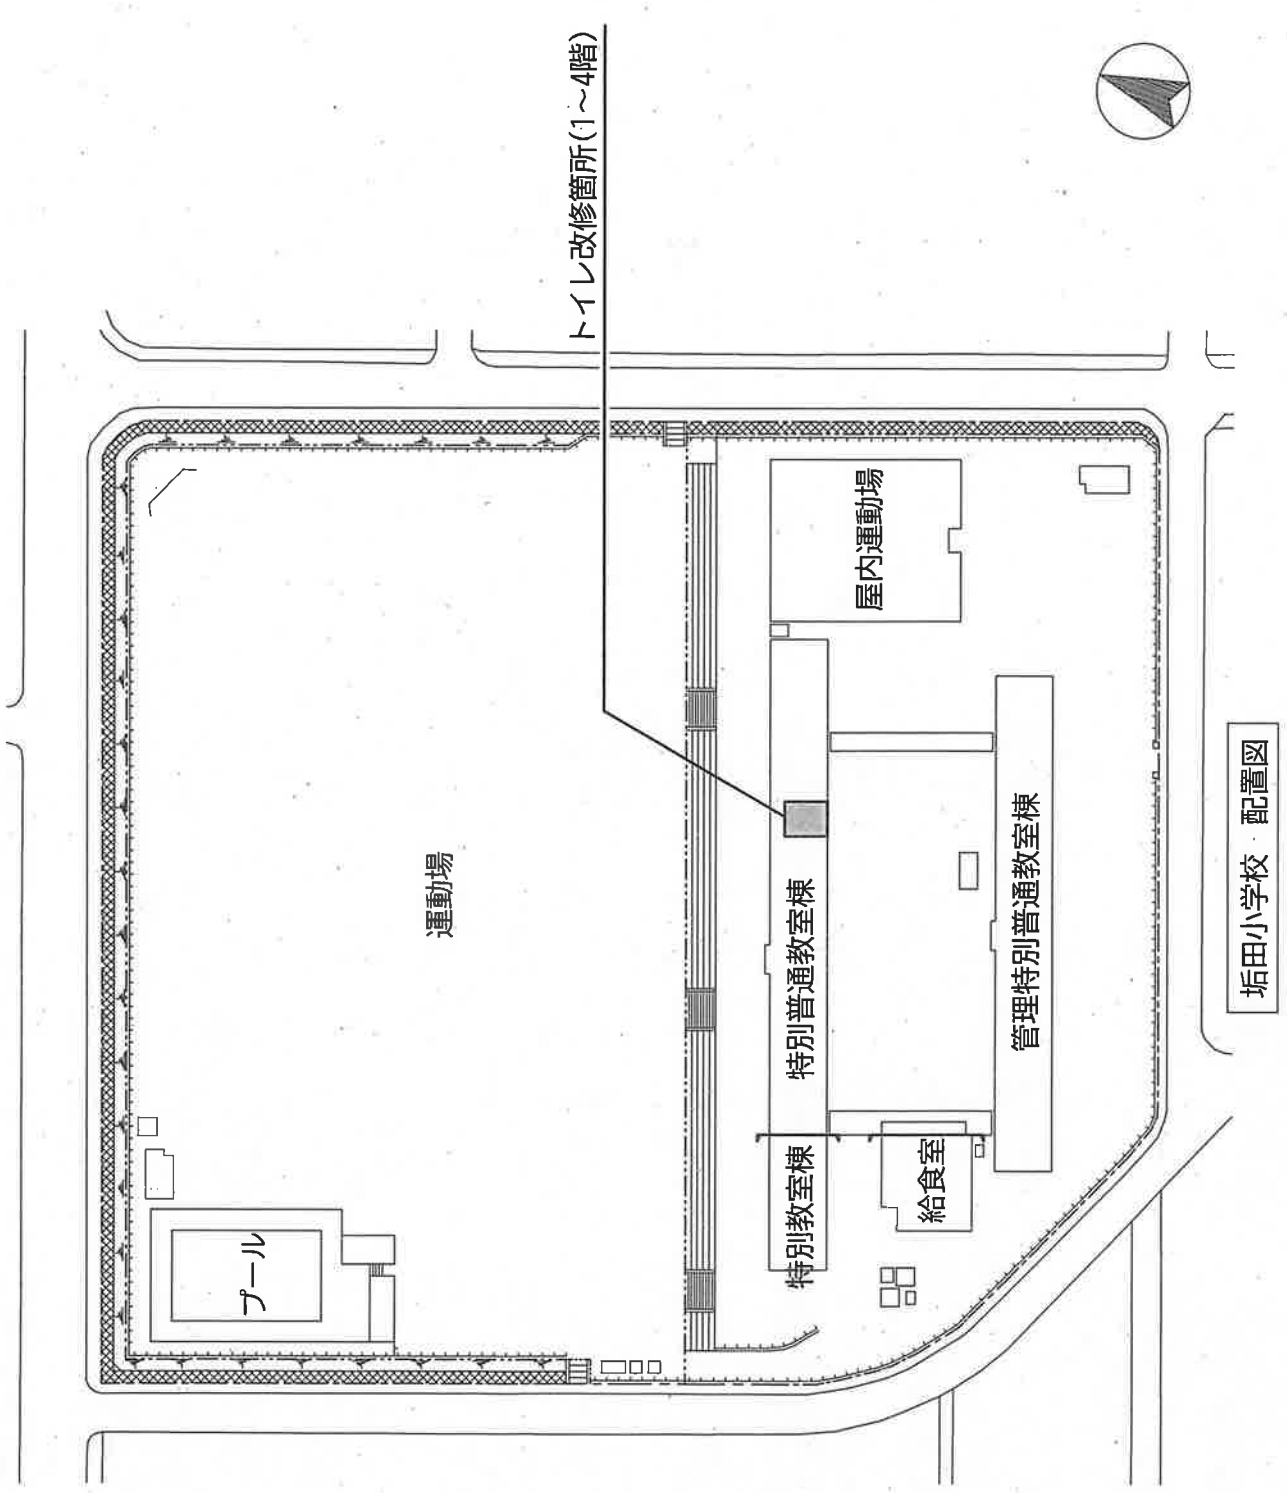 トイレ改修箇所(1～4階)
運動場
プール
屋内運動場
特別普通教室棟
特別教室棟
給食室
管理特別普通教室棟
垢田小学校 配置図